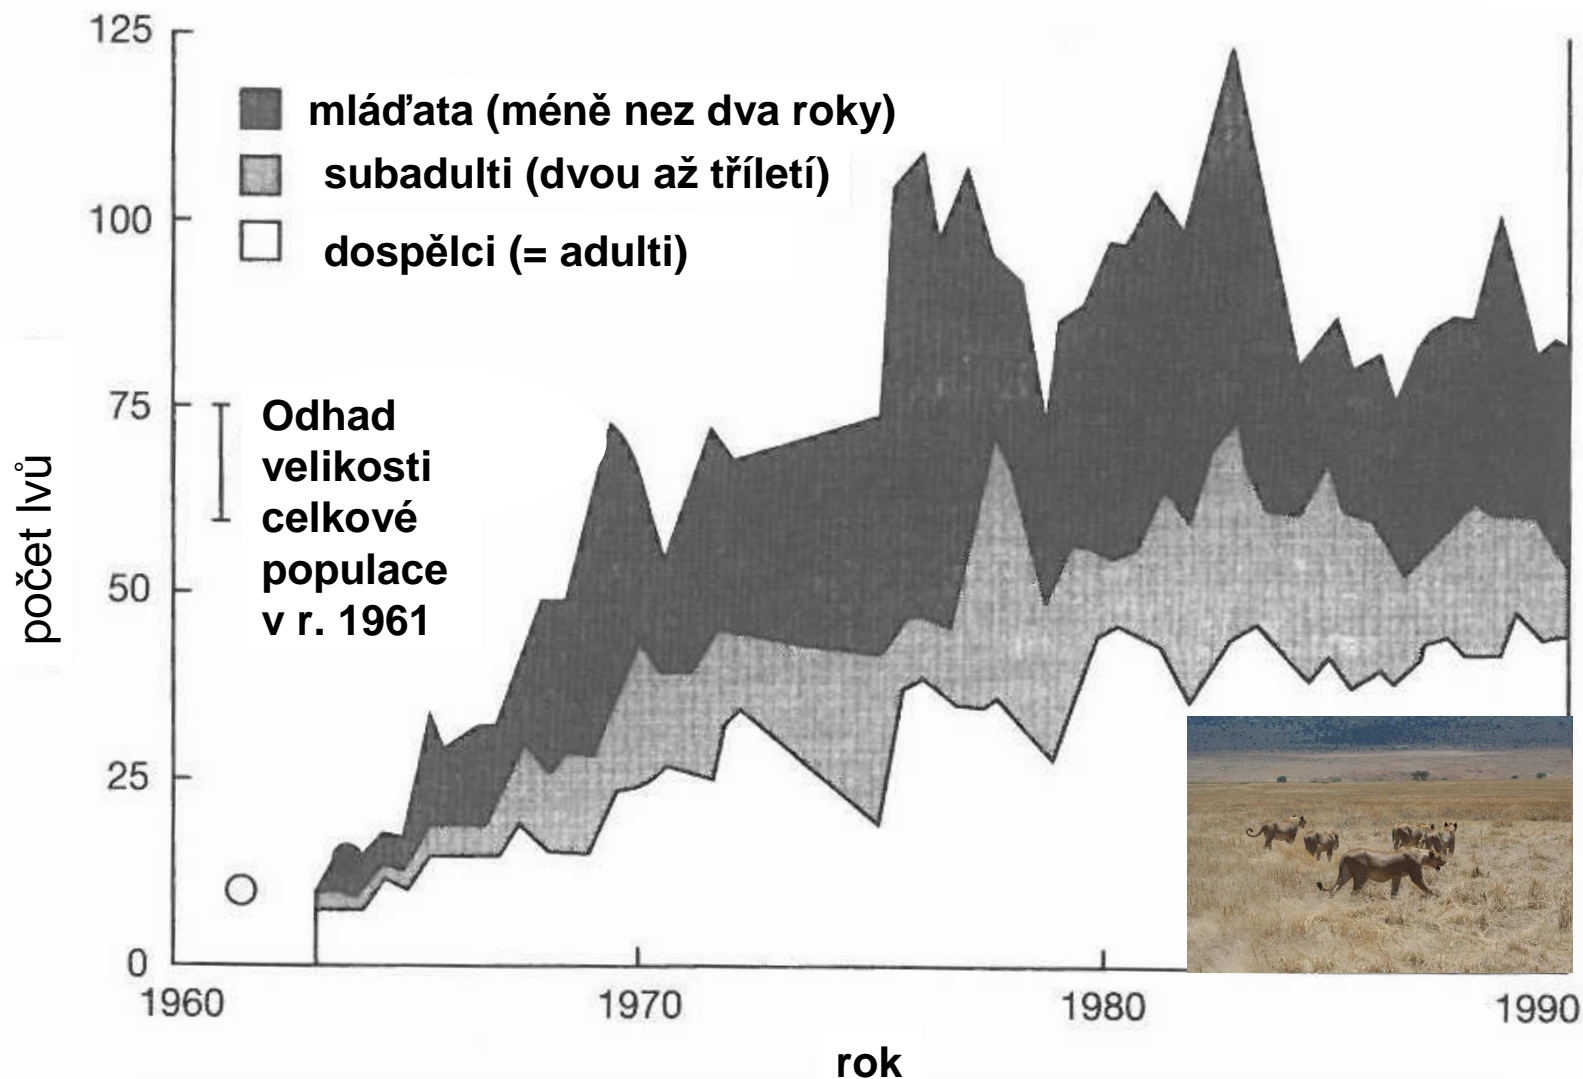 125
100
75
50
25
0
mláďata (méně nez dva roky)
subadulti (dvou až tříletí)
dospělci (= adulti)
Odhad
velikosti
celkové
populace
v r. 1961
počet lvů
1960
1970
1980
1990
rok